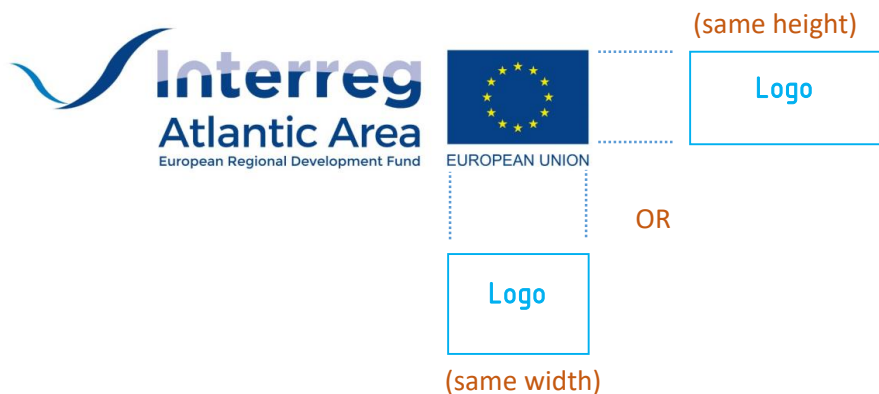 (same height)
Interreg
Logo
Atlantic Area
European Regional Development Fund
EUROPEAN UNION
OR
Logo
(same width)